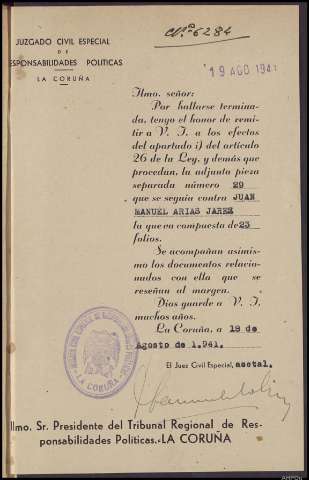 Nº 6284
JUZGADO CIVIL ESPECIAL
DE
RESPONSABILIDADES POLITICAS
LA CORUÑA
19 AGO 1941
Ilmo. señor:
Por hallarse termina-
da, tengo el honor de remi-
tir a V. I. a los efectos
del apartado i) del artículo
26 de la Ley, y demás que
procedan, la adjunta pieza
separada número 29
que se seguía contra JUAN
MANUEL ARIAS JAREZ
la que va compuesta de 23
folios.
Se acompañan asimis-
mo los documentos relacio-
nados con ella que se
reseñan al margen.
Dios guarde a V. I.
muchos años.
La Coruña, a 18 de
Agosto de 1.941.
El Juez Civil Especial, acctal.
LA CORUÑA
Ilmo. Sr. Presidente del Tribunal Regional de Res-
ponsabilidades Políticas.-LA CORUÑA